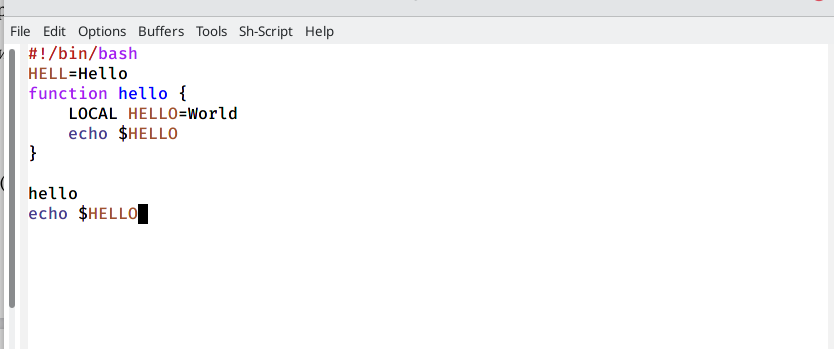 File Edit Options Buffers Tools Sh-Script Help
#!/bin/bash
HELL=Hello
function hello {
    LOCAL HELLO=World
    echo $HELLO
}
hello
echo $HELLO